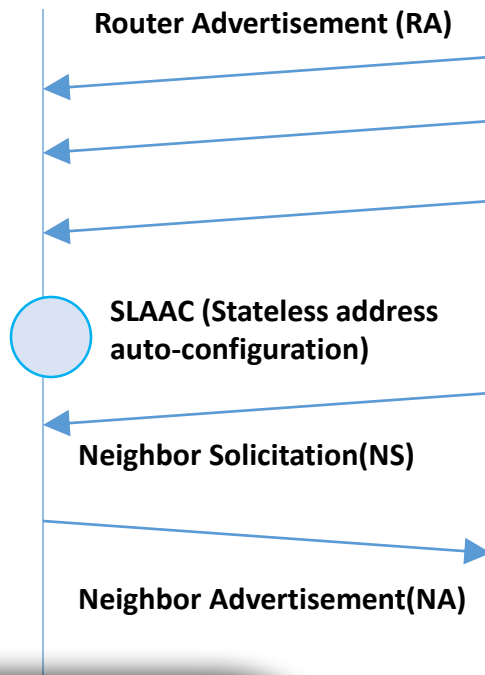 Router Advertisement (RA)
SLAAC (Stateless address
auto-configuration)
Neighbor Solicitation(NS)
Neighbor Advertisement(NA)